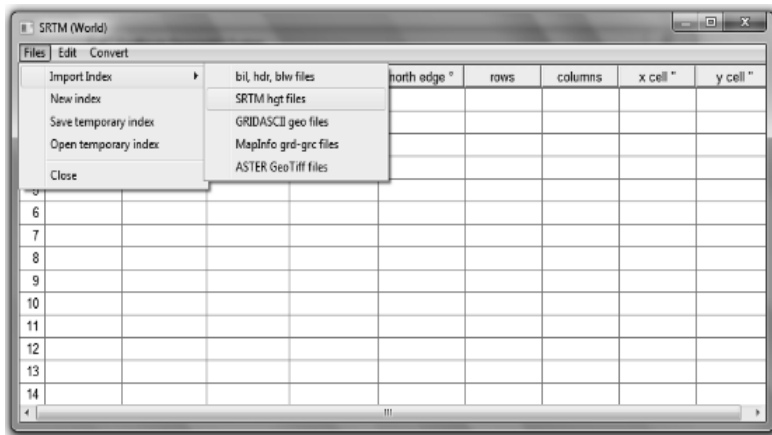 SRTM (World)
Files Edit Convert
Import Index
New index
Save temporary index
Open temporary index
Close
bil, hdr, blw files
SRTM hgt files
GRIDASCII geo files
MapInfo grd-grc files
ASTER GeoTiff files
north edge ° rows columns x cell " y cell "
6
7
8
9
10
11
12
13
14